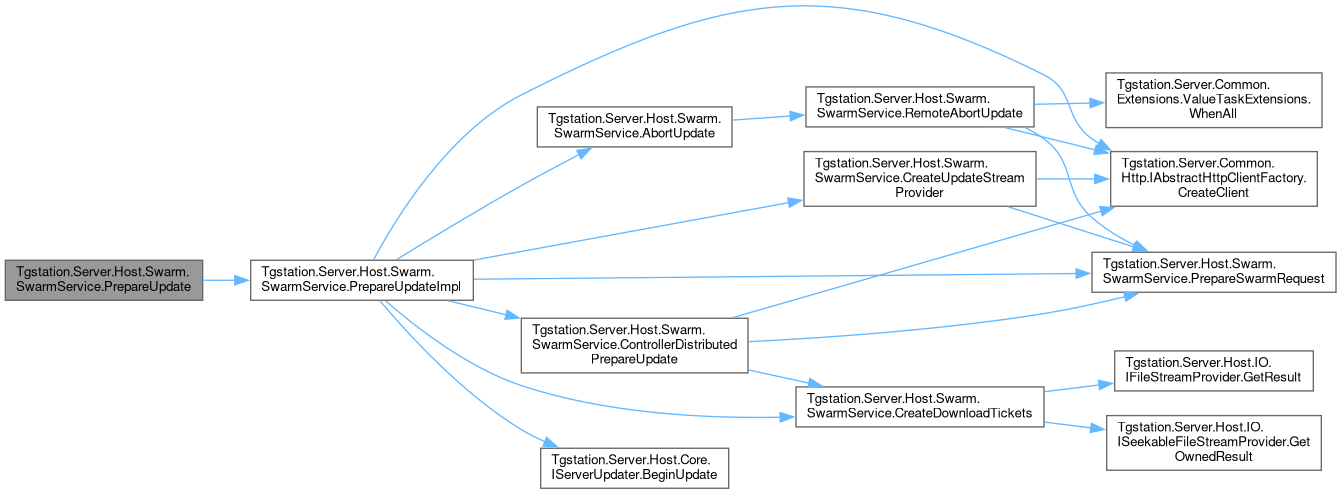 Tgstation.Server.Host.Swarm.
SwarmService.PrepareUpdate
Tgstation.Server.Host.Swarm.
SwarmService.PrepareUpdateImpl
Tgstation.Server.Host.Swarm.
SwarmService.AbortUpdate
Tgstation.Server.Host.Swarm.
SwarmService.RemoteAbortUpdate
Tgstation.Server.Common.
Extensions.ValueTaskExtensions.
WhenAll
Tgstation.Server.Common.
Http.IAbstractHttpClientFactory.
CreateClient
Tgstation.Server.Host.Swarm.
SwarmService.CreateUpdateStream
Provider
Tgstation.Server.Host.Swarm.
SwarmService.PrepareSwarmRequest
Tgstation.Server.Host.Swarm.
SwarmService.ControllerDistributed
PrepareUpdate
Tgstation.Server.Host.Swarm.
SwarmService.CreateDownloadTickets
Tgstation.Server.Host.IO.
IFileStreamProvider.GetResult
Tgstation.Server.Host.IO.
ISeekableFileStreamProvider.Get
OwnedResult
Tgstation.Server.Host.Core.
IServerUpdater.BeginUpdate